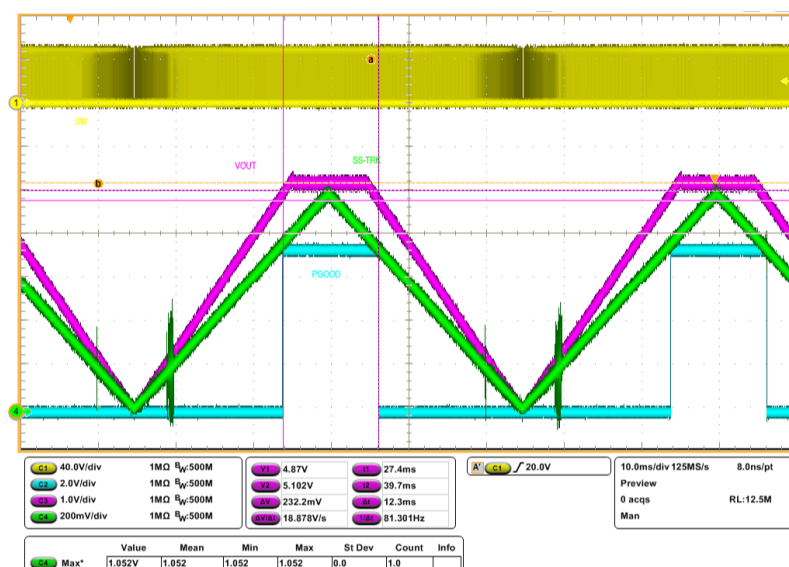 a
1
SW
VOUT
SS-TRK
b
PGOOD
4
C1 40.0V/div 1MΩ BW:500M
C2 2.0V/div 1MΩ BW:500M
C3 1.0V/div 1MΩ BW:500M
C4 200mV/div 1MΩ BW:500M
V1 4.87V t1 27.4ms
V2 5.102V t2 39.7ms
ΔV 232.2mV Δt 12.3ms
ΔV/Δt 18.878V/s 1/Δt 81.301Hz
A' C1 20.0V
10.0ms/div 125MS/s 8.0ns/pt
Preview
0 acqs RL:12.5M
Man
Value Mean Min Max St Dev Count Info
C4 Max* 1.052V 1.052 1.052 1.052 0.0 1.0